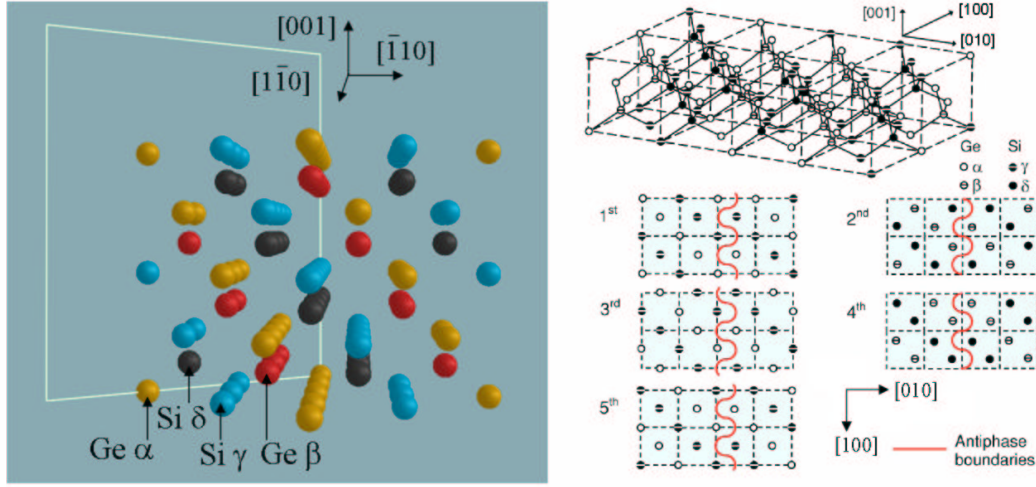 [001]
[1̄10]
[11̄0]
Si δ
Ge α
Si γ
Ge β
[001]
[100]
[010]
Ge Si
α γ
β δ
1st
2nd
3rd
4th
5th
[010]
[100]
Antiphase
boundaries